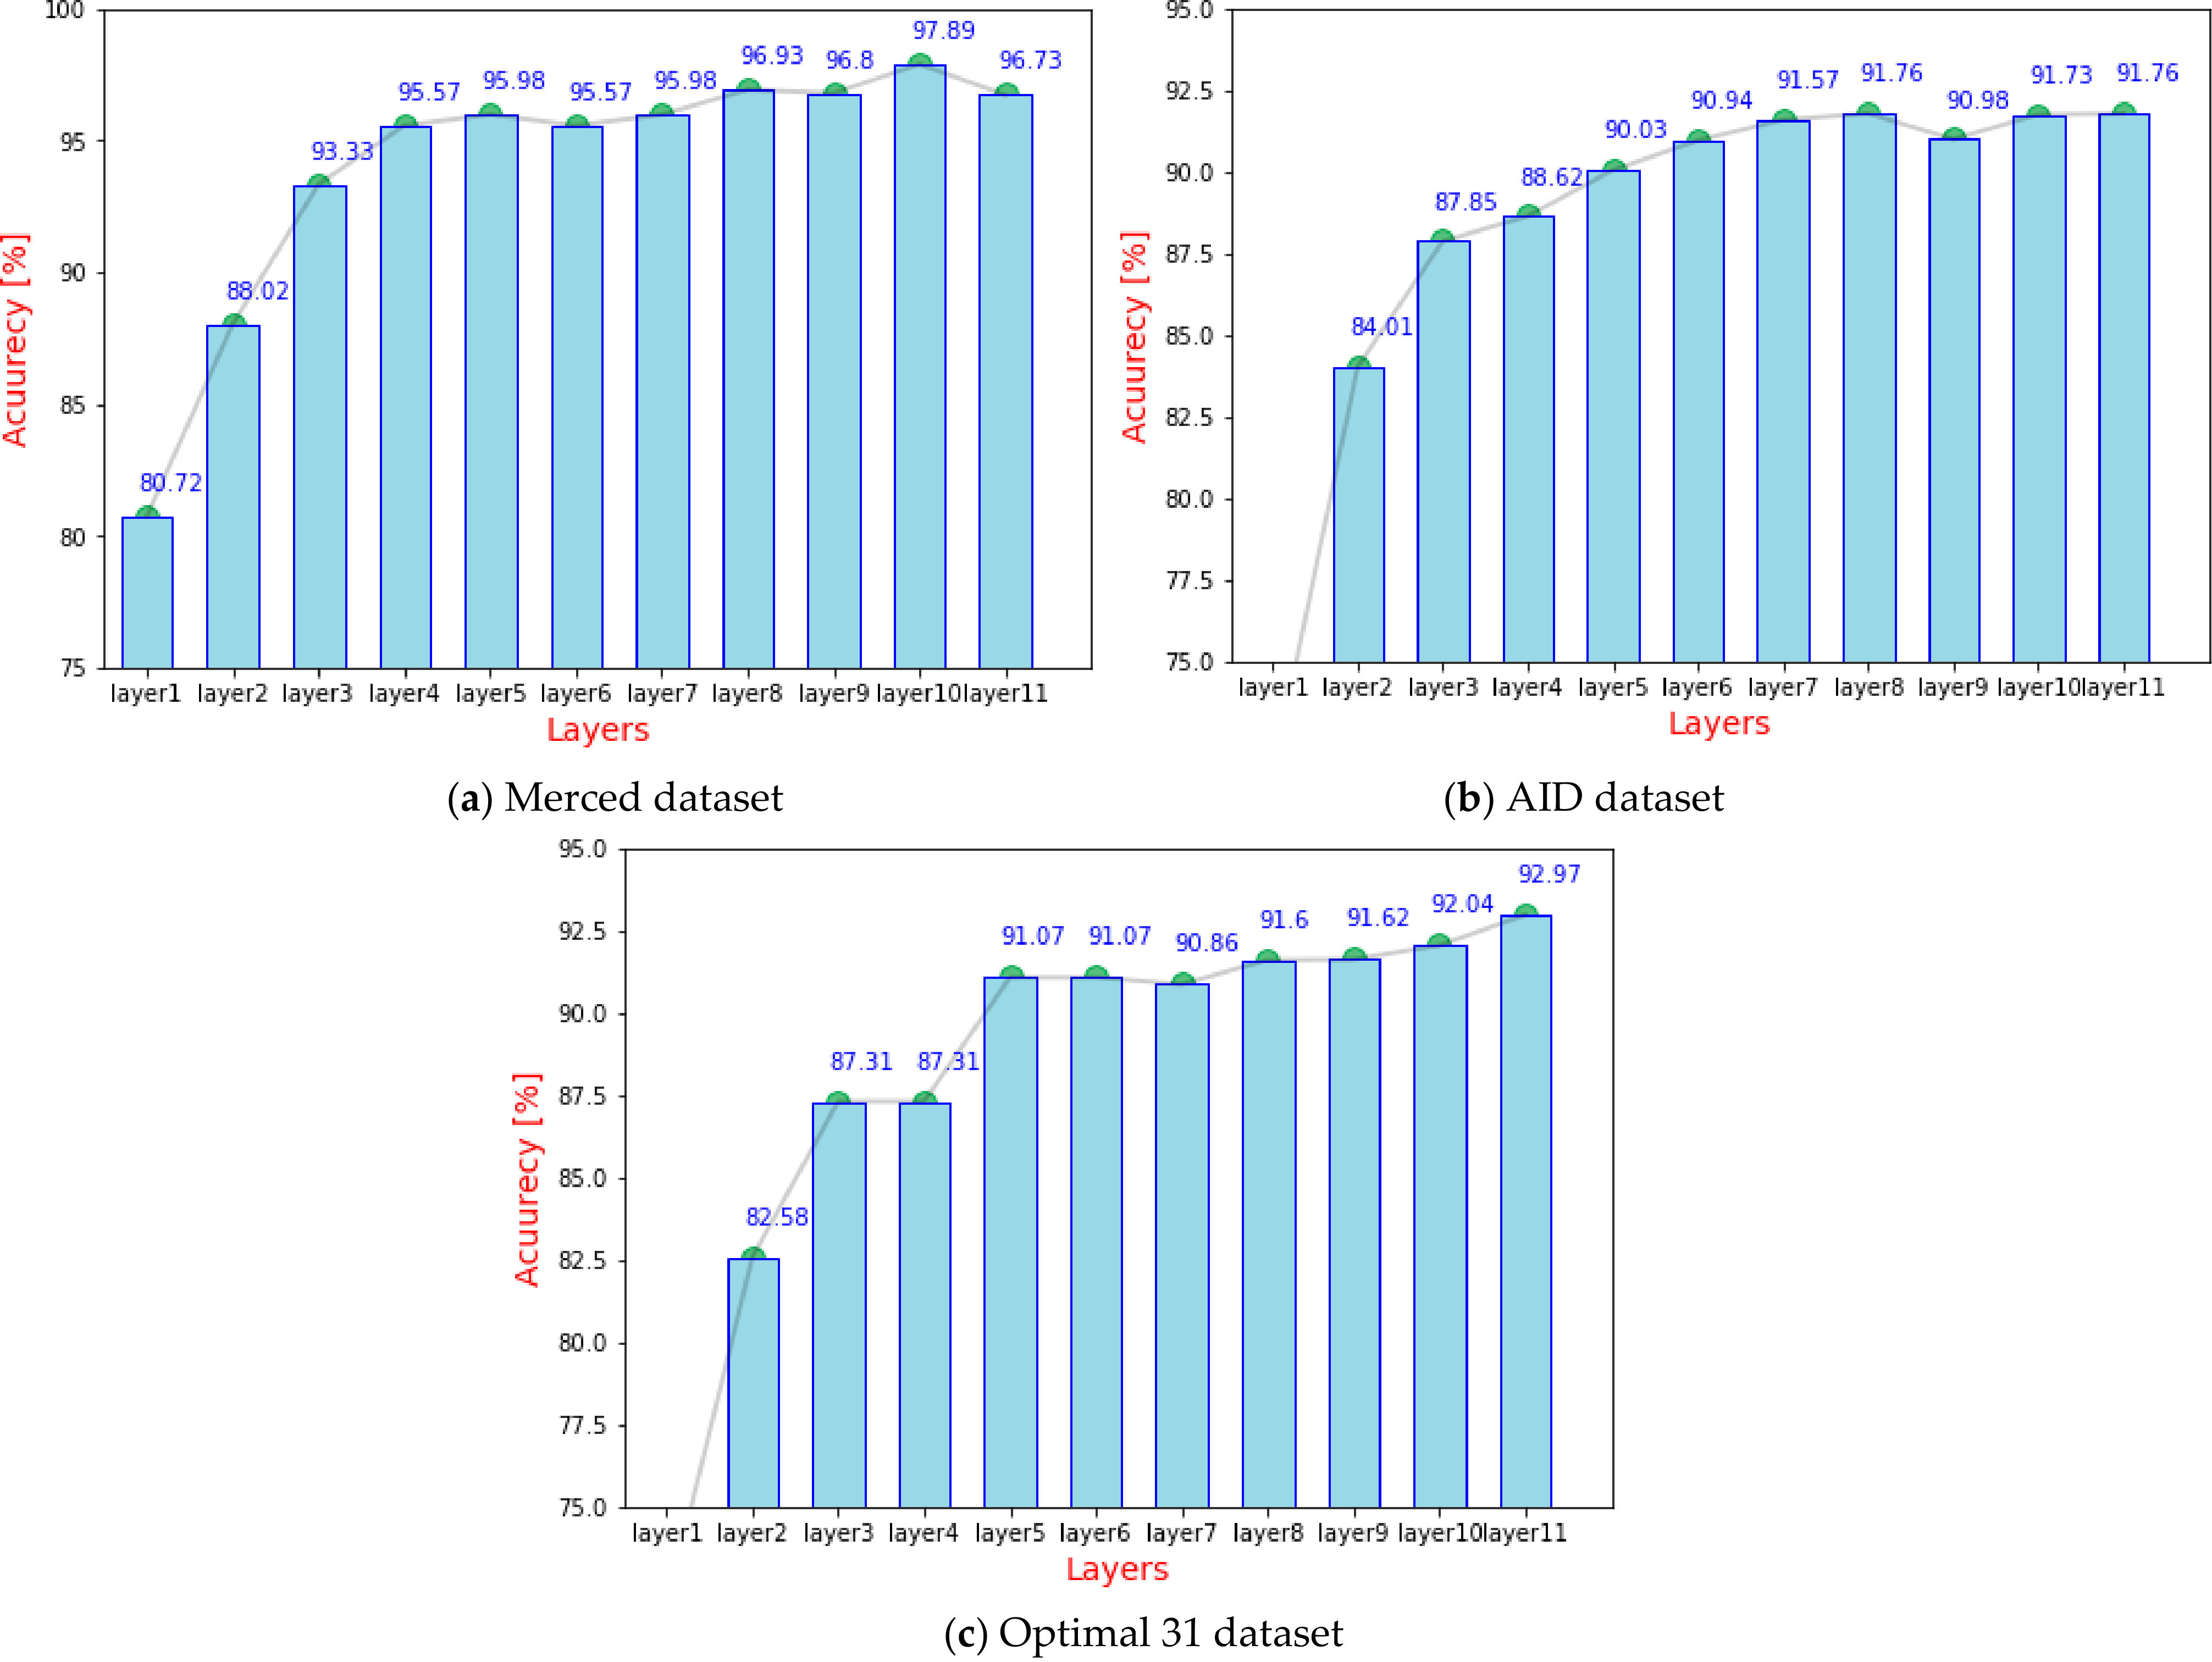 100
95
90
85
80
75
Acuurecy [%]
80.72
88.02
93.33
95.57
95.98
95.57
95.98
96.93
96.8
97.89
96.73
layer1
layer2
layer3
layer4
layer5
layer6
layer7
layer8
layer9
layer10
layer11
Layers
(a) Merced dataset
95.0
92.5
90.0
87.5
85.0
82.5
80.0
77.5
75.0
Acuurecy [%]
84.01
87.85
88.62
90.03
90.94
91.57
91.76
90.98
91.73
91.76
layer1
layer2
layer3
layer4
layer5
layer6
layer7
layer8
layer9
layer10
layer11
Layers
(b) AID dataset
95.0
92.5
90.0
87.5
85.0
82.5
80.0
77.5
75.0
Acuurecy [%]
82.58
87.31
87.31
91.07
91.07
90.86
91.6
91.62
92.04
92.97
layer1
layer2
layer3
layer4
layer5
layer6
layer7
layer8
layer9
layer10
layer11
Layers
(c) Optimal 31 dataset